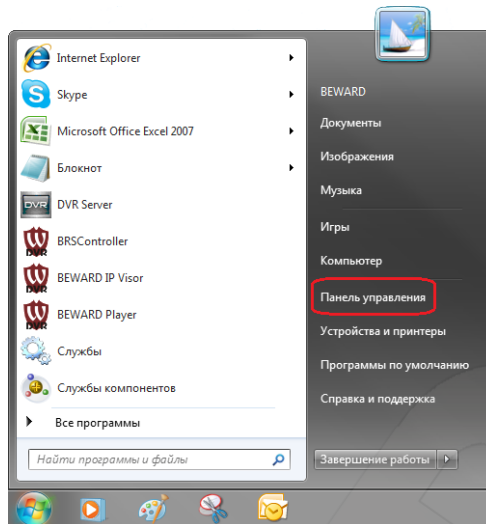 Internet Explorer
Skype
Microsoft Office Excel 2007
Блокнот
DVR Server
BRSController
BEWARD IP Visor
BEWARD Player
Службы
Службы компонентов
Все программы
Найти программы и файлы
BEWARD
Документы
Изображения
Музыка
Игры
Компьютер
Панель управления
Устройства и принтеры
Программы по умолчанию
Справка и поддержка
Завершение работы